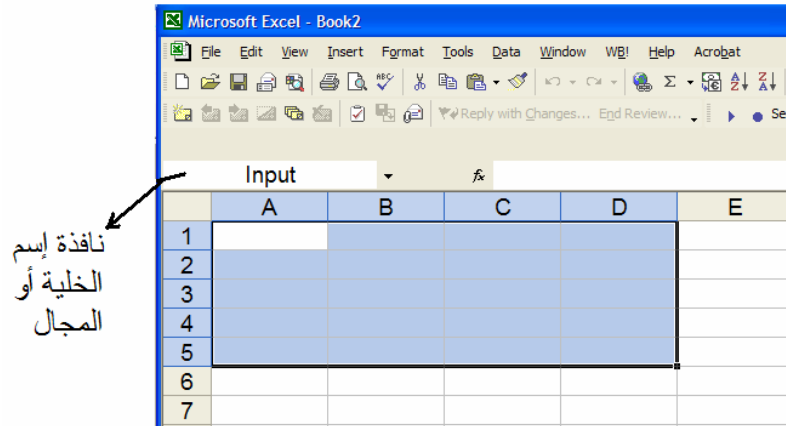 Microsoft Excel - Book2
File Edit View Insert Format Tools Data Window WB! Help Acrobat
Reply with Changes... End Review...
Input fx
A B C D E
1
2
3
4
5
6
7
نافذة إسم
الخلية أو
المجال